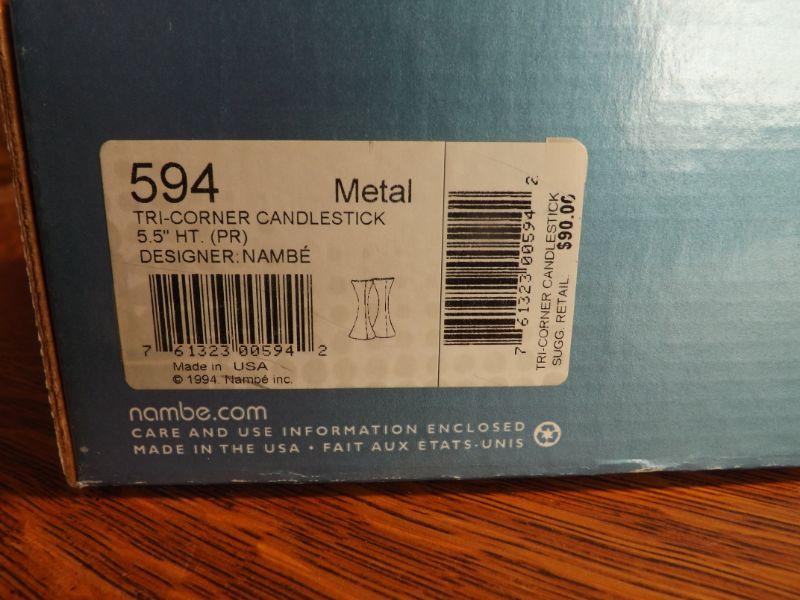 594 Metal
TRI-CORNER CANDLESTICK
5.5" HT. (PR)
DESIGNER: NAMBÉ
7 61323 00594 2
Made in USA
© 1994. Nambé inc.
7 61323 00594 2
TRI-CORNER CANDLESTICK
SUGG. RETAIL $90.00
nambe.com
CARE AND USE INFORMATION ENCLOSED
MADE IN THE USA • FAIT AUX ÉTATS-UNIS